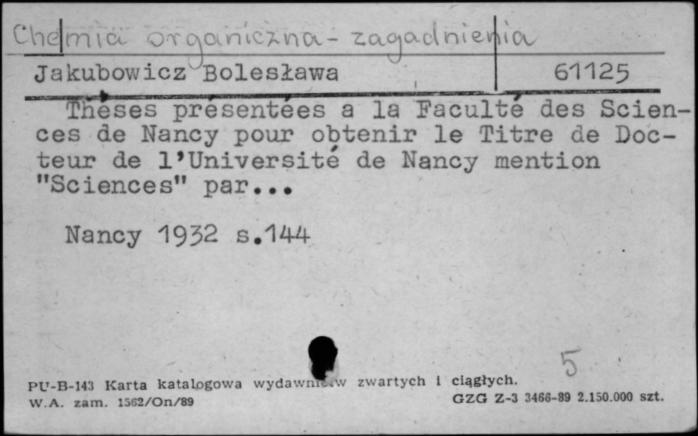 Chemia organiczna - zagadnienia
Jakubowicz Bolesława 61125
Thèses présentées a la Faculté des Scien-
ces de Nancy pour obtenir le Titre de Doc-
teur de l'Université de Nancy mention
"Sciences" par...
Nancy 1932 s.144
5
PU-B-143 Karta katalogowa wydawnictw zwartych i ciągłych.
W.A. zam. 1562/On/89 GZG Z-3 3466-89 2.150.000 szt.